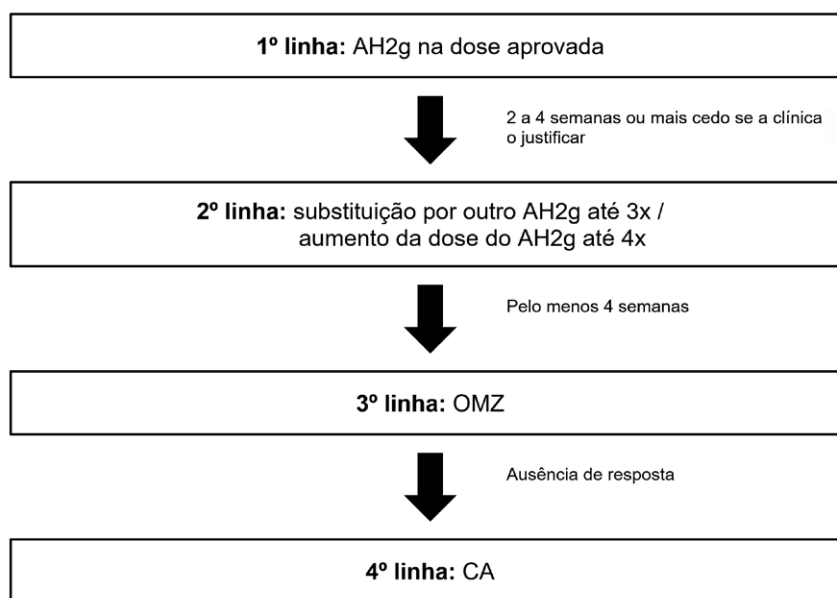 1º linha: AH2g na dose aprovada
2 a 4 semanas ou mais cedo se a clínica
o justificar
2º linha: substituição por outro AH2g até 3x /
aumento da dose do AH2g até 4x
Pelo menos 4 semanas
3º linha: OMZ
Ausência de resposta
4º linha: CA